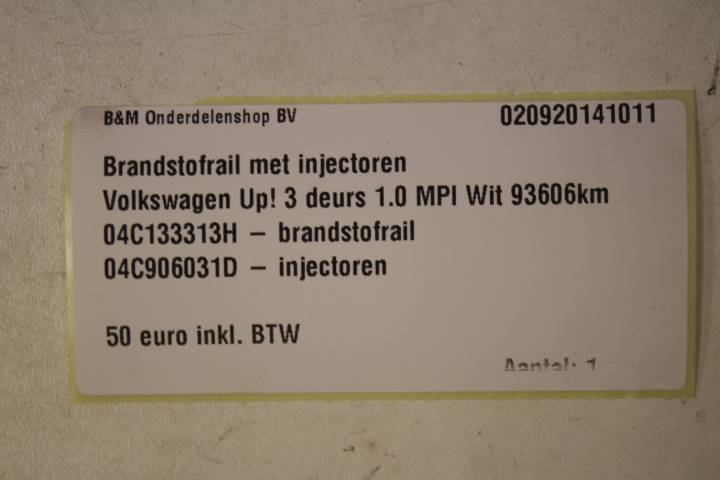 B&M Onderdelenshop BV 020920141011
Brandstofrail met injectoren
Volkswagen Up! 3 deurs 1.0 MPI Wit 93606km
04C133313H – brandstofrail
04C906031D – injectoren
50 euro inkl. BTW
Aantal: 1